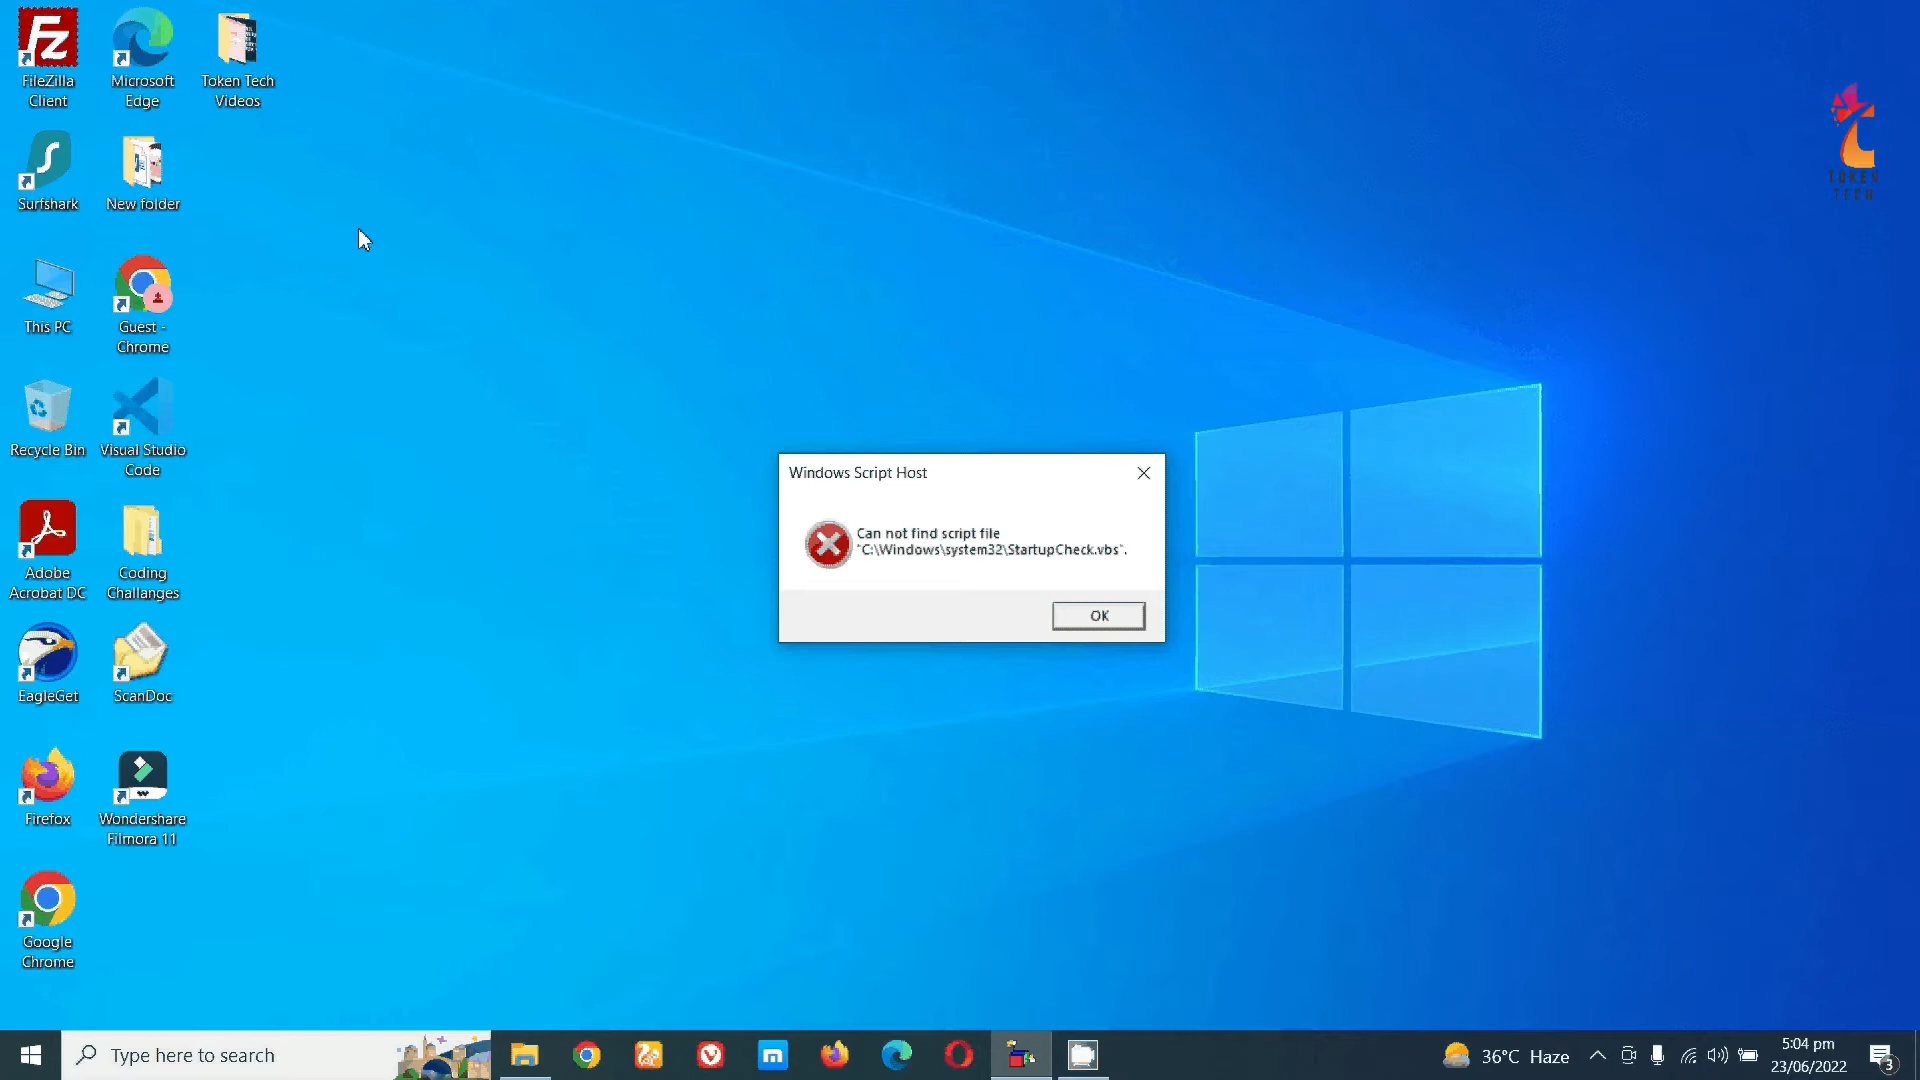 FileZilla
Client
Microsoft
Edge
Token Tech
Videos
Surfshark
New folder
This PC
Guest -
Chrome
Recycle Bin
Visual Studio
Code
Adobe
Acrobat DC
Coding
Challanges
EagleGet
ScanDoc
Firefox
Wondershare
Filmora 11
Google
Chrome
TOKEN
TECH
Windows Script Host
Can not find script file
"C:\Windows\system32\StartupCheck.vbs".
OK
Type here to search
36°C Haze
5:04 pm
23/06/2022
3